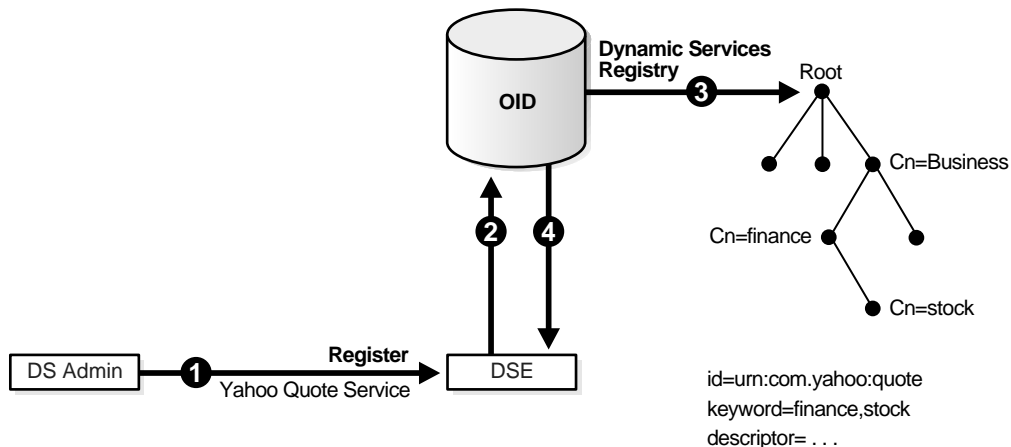 Dynamic Services
Registry
Root
OID
3
Cn=Business
2
4
Cn=finance
Cn=stock
Register
DS Admin
1
DSE
Yahoo Quote Service
id=urn:com.yahoo:quote
keyword=finance,stock
descriptor= . . .